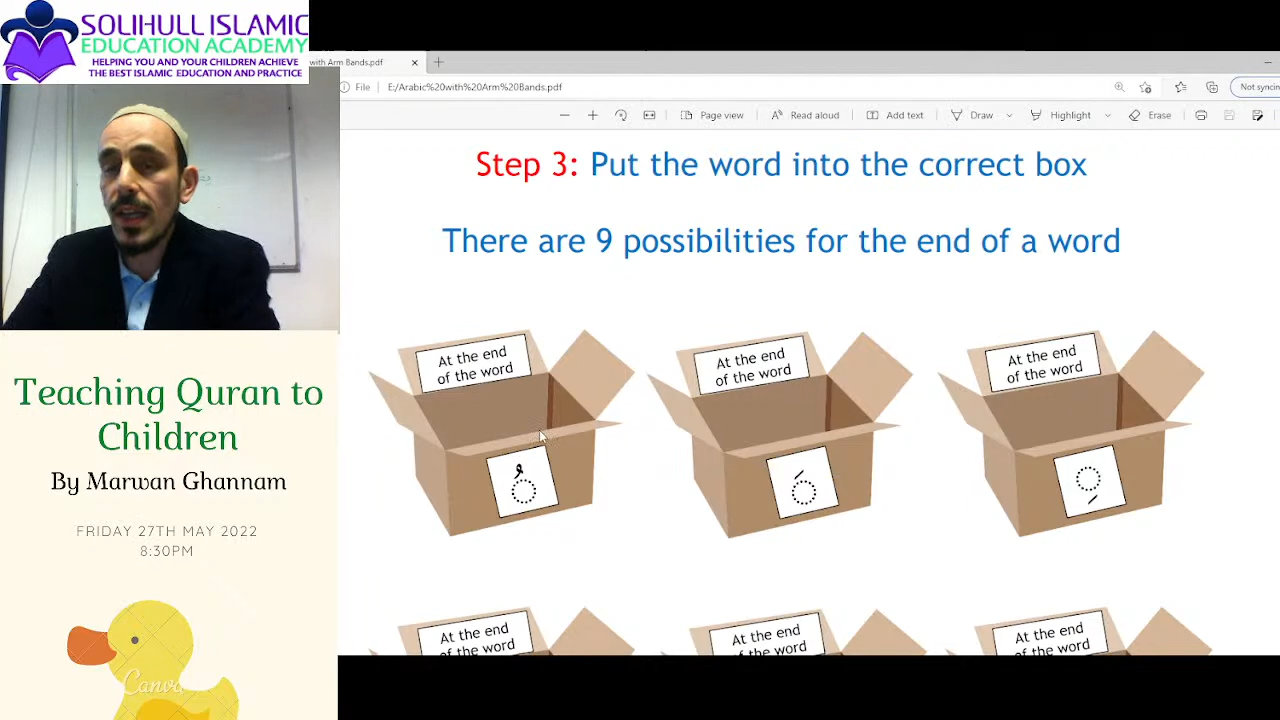 SOLIHULL ISLAMIC
EDUCATION ACADEMY
HELPING YOU AND YOUR CHILDREN ACHIEVE
THE BEST ISLAMIC EDUCATION AND PRACTICE
with Arm Bands.pdf
File E:/Arabic%20with%20Arm%20Bands.pdf
Not syncin
Page view Read aloud Add text Draw Highlight Erase
Step 3: Put the word into the correct box
There are 9 possibilities for the end of a word
At the end
of the word
ُ
At the end
of the word
َ
At the end
of the word
ِ
At the end
of the word
At the end
of the word
At the end
of the word
Teaching Quran to
Children
By Marwan Ghannam
FRIDAY 27TH MAY 2022
8:30PM
Canva